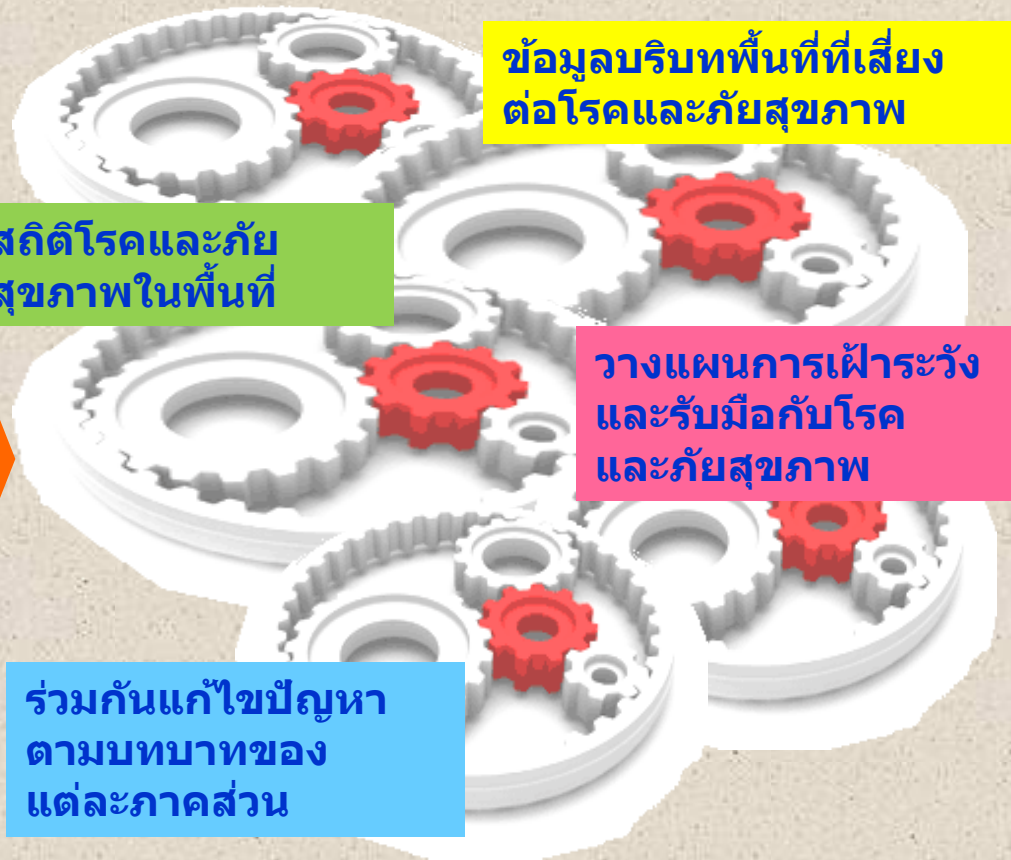 ข้อมูลบริบทพื้นที่ที่เสี่ยง
ต่อโรคและภัยสุขภาพ
สถิติโรคและภัย
สุขภาพในพื้นที่
วางแผนการเฝ้าระวัง
และรับมือกับโรค
และภัยสุขภาพ
ร่วมกันแก้ไขปัญหา
ตามบทบาทของ
แต่ละภาคส่วน